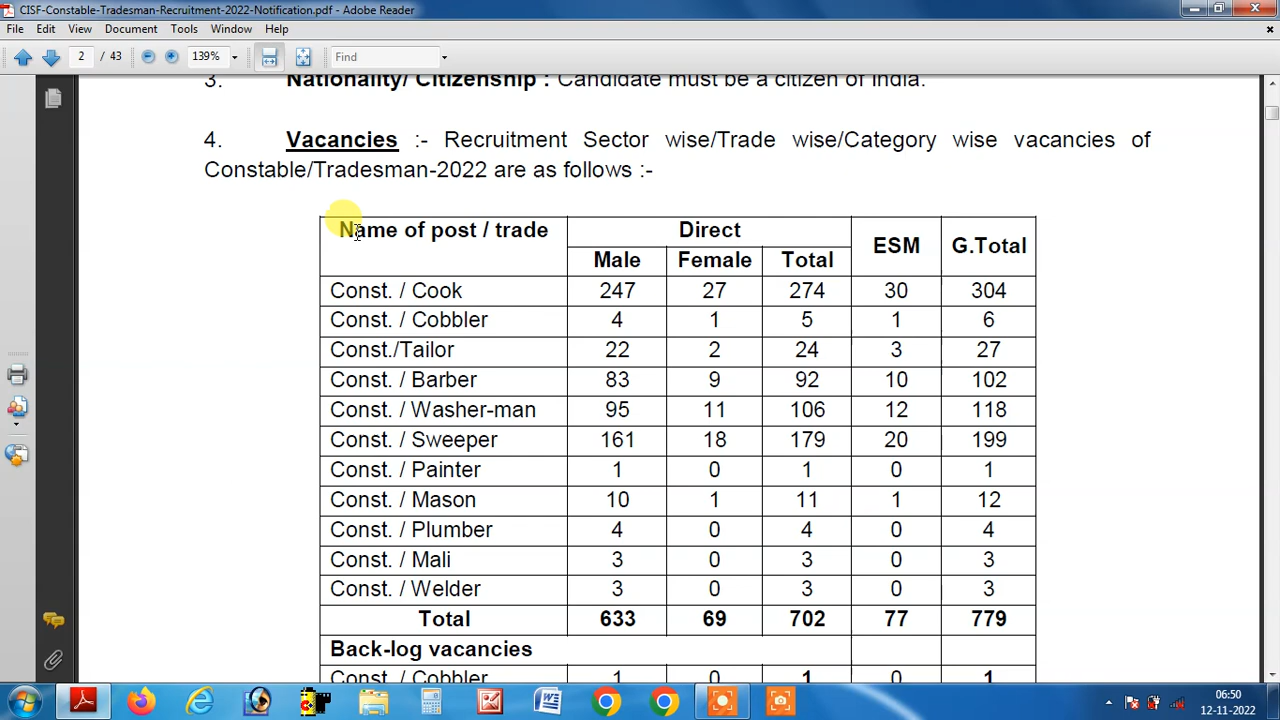 CISF-Constable-Tradesman-Recruitment-2022-Notification.pdf - Adobe Reader
File Edit View Document Tools Window Help
2 / 43 139% Find
3. Nationality/ Citizenship : Candidate must be a citizen of India.
4. Vacancies :- Recruitment Sector wise/Trade wise/Category wise vacancies of
Constable/Tradesman-2022 are as follows :-
Name of post / trade Direct ESM G.Total
Male Female Total
Const. / Cook 247 27 274 30 304
Const. / Cobbler 4 1 5 1 6
Const./Tailor 22 2 24 3 27
Const. / Barber 83 9 92 10 102
Const. / Washer-man 95 11 106 12 118
Const. / Sweeper 161 18 179 20 199
Const. / Painter 1 0 1 0 1
Const. / Mason 10 1 11 1 12
Const. / Plumber 4 0 4 0 4
Const. / Mali 3 0 3 0 3
Const. / Welder 3 0 3 0 3
Total 633 69 702 77 779
Back-log vacancies
Const. / Cobbler 1 0 1 0 1
06:50
12-11-2022